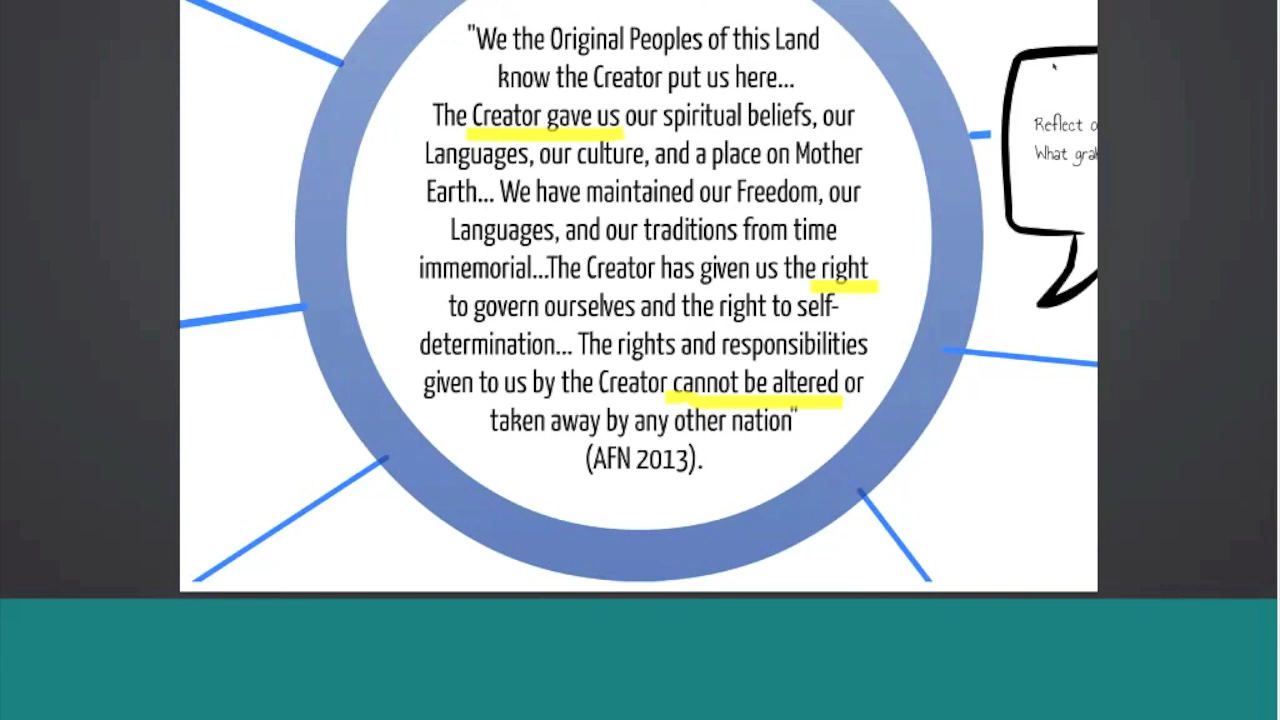 "We the Original Peoples of this Land
know the Creator put us here...
The Creator gave us our spiritual beliefs, our
Languages, our culture, and a place on Mother
Earth... We have maintained our Freedom, our
Languages, and our traditions from time
immemorial...The Creator has given us the right
to govern ourselves and the right to self-
determination... The rights and responsibilities
given to us by the Creator cannot be altered or
taken away by any other nation"
(AFN 2013).
Reflect
What